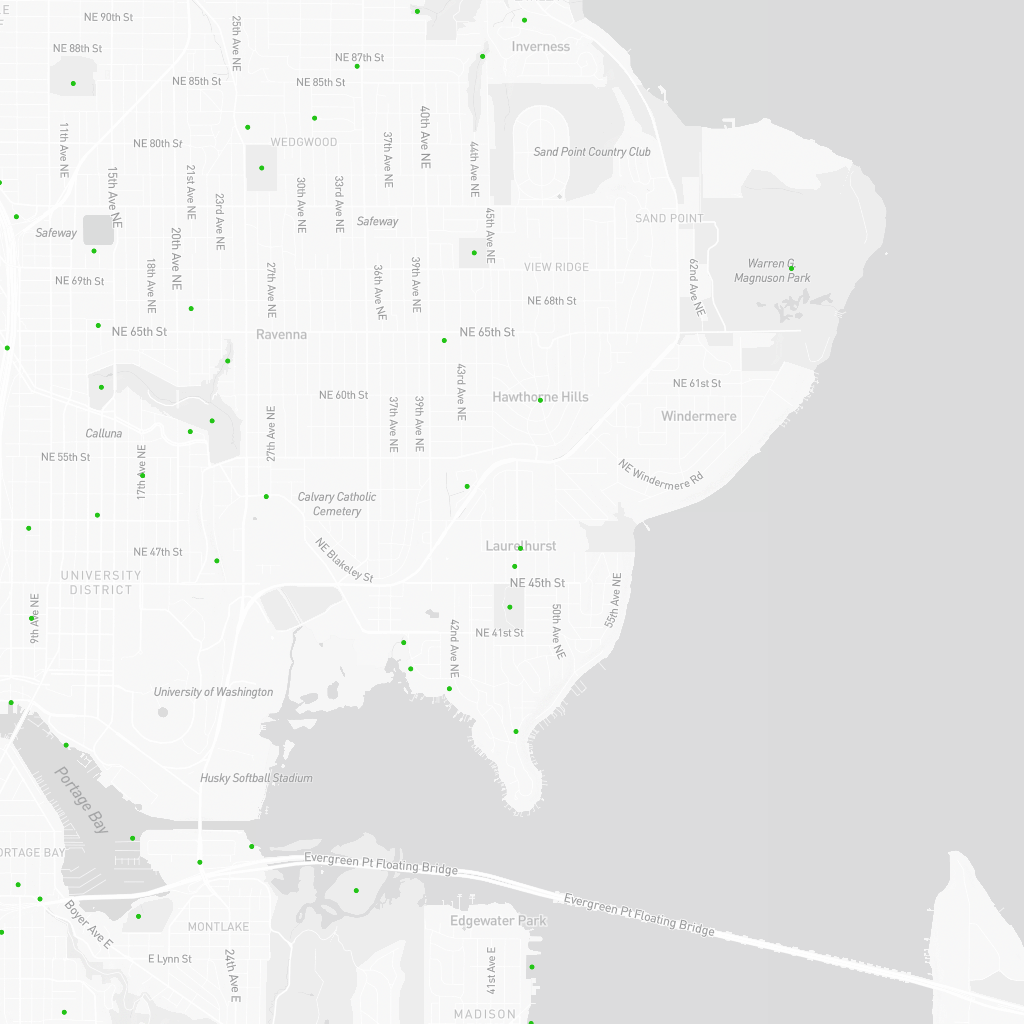 NE 90th St
25th Ave NE
NE 88th St
Inverness
NE 87th St
NE 85th St
NE 85th St
40th Ave NE
11th Ave NE
NE 80th St
WEDGWOOD
37th Ave NE
44th Ave NE
Sand Point Country Club
15th Ave NE
21st Ave NE
23rd Ave NE
30th Ave NE
33rd Ave NE
Safeway
Safeway
45th Ave NE
SAND POINT
20th Ave NE
18th Ave NE
NE 69th St
27th Ave NE
36th Ave NE
39th Ave NE
VIEW RIDGE
62nd Ave NE
Warren G.
Magnuson Park
NE 68th St
NE 65th St
Ravenna
NE 65th St
43rd Ave NE
NE 61st St
NE 60th St
Hawthorne Hills
37th Ave NE
39th Ave NE
27th Ave NE
Windermere
Calluna
NE 55th St
17th Ave NE
NE Windermere Rd
Calvary Catholic
Cemetery
NE 47th St
NE Blakeley St
Laurelhurst
UNIVERSITY
DISTRICT
NE 45th St
9th Ave NE
NE 41st St
42nd Ave NE
50th Ave NE
55th Ave NE
University of Washington
Husky Softball Stadium
Portage Bay
ORTAGE BAY
Evergreen Pt Floating Bridge
Evergreen Pt Floating Bridge
Boyer Ave E
MONTLAKE
Edgewater Park
E Lynn St
24th Ave E
41st Ave E
MADISON